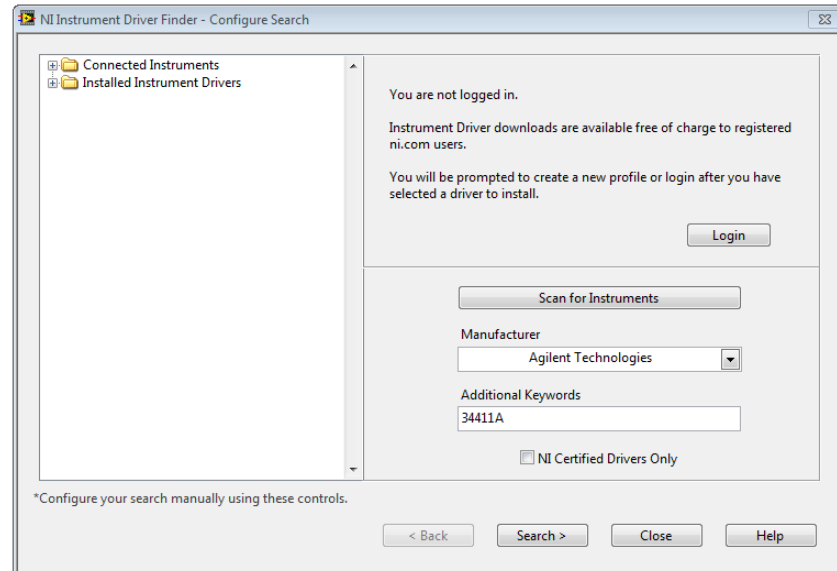 NI Instrument Driver Finder - Configure Search
Connected Instruments
Installed Instrument Drivers
You are not logged in.
Instrument Driver downloads are available free of charge to registered
ni.com users.
You will be prompted to create a new profile or login after you have
selected a driver to install.
Login
Scan for Instruments
Manufacturer
Agilent Technologies
Additional Keywords
34411A
NI Certified Drivers Only
*Configure your search manually using these controls.
< Back
Search >
Close
Help